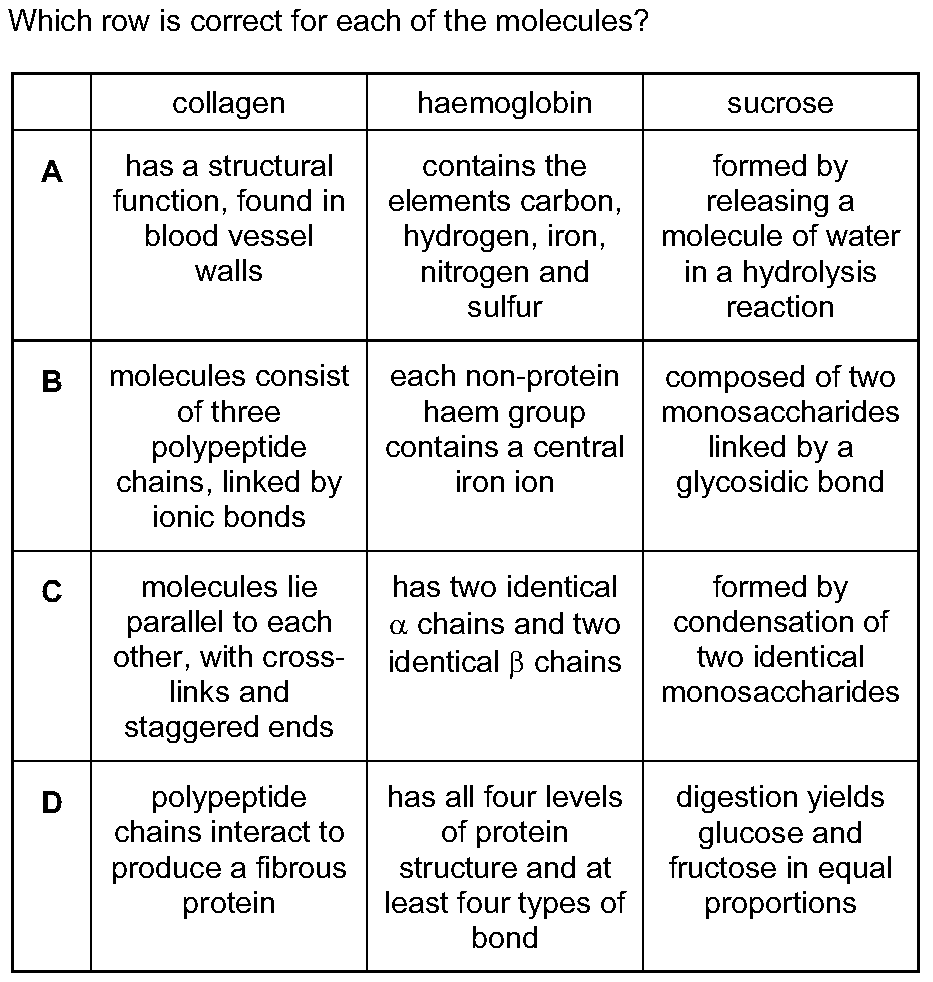 Which row is correct for each of the molecules?
collagen haemoglobin sucrose
A
has a structural
function, found in
blood vessel
walls
contains the
elements carbon,
hydrogen, iron,
nitrogen and
sulfur
formed by
releasing a
molecule of water
in a hydrolysis
reaction
B
molecules consist
of three
polypeptide
chains, linked by
ionic bonds
each non-protein
haem group
contains a central
iron ion
composed of two
monosaccharides
linked by a
glycosidic bond
C
molecules lie
parallel to each
other, with cross-
links and
staggered ends
has two identical
α chains and two
identical β chains
formed by
condensation of
two identical
monosaccharides
D
polypeptide
chains interact to
produce a fibrous
protein
has all four levels
of protein
structure and at
least four types of
bond
digestion yields
glucose and
fructose in equal
proportions